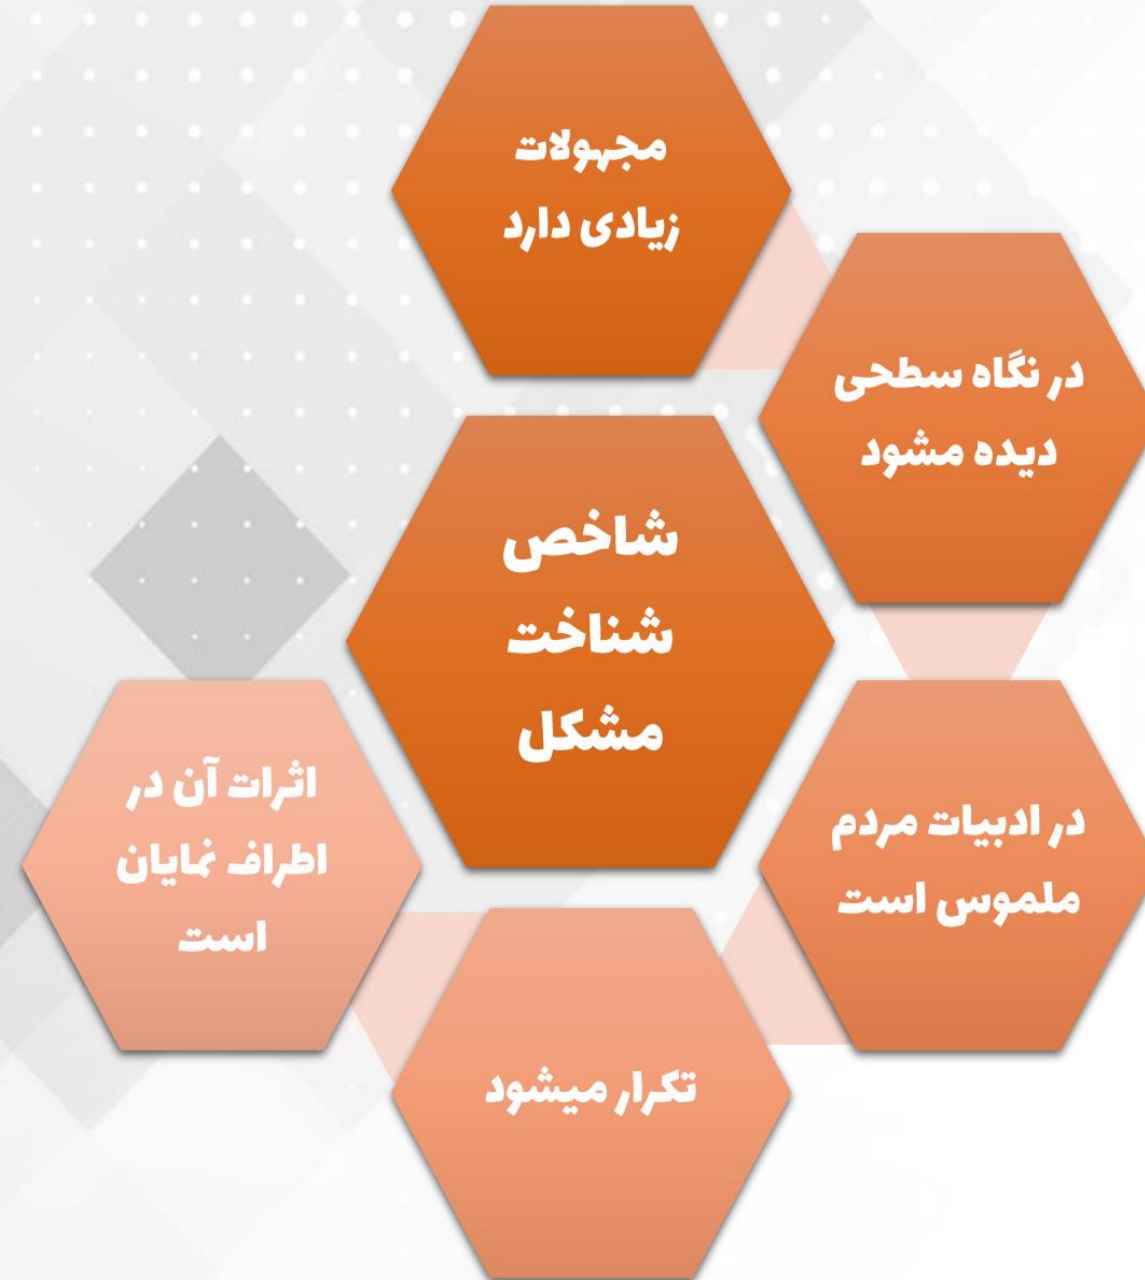 مجهولات
زیادی دارد
در نگاه سطحی
دیده مشود
شاخص
شناخت
مشکل
در ادبیات مردم
ملموس است
تکرار میشود
اثرات آن در
اطراف نمایان
است